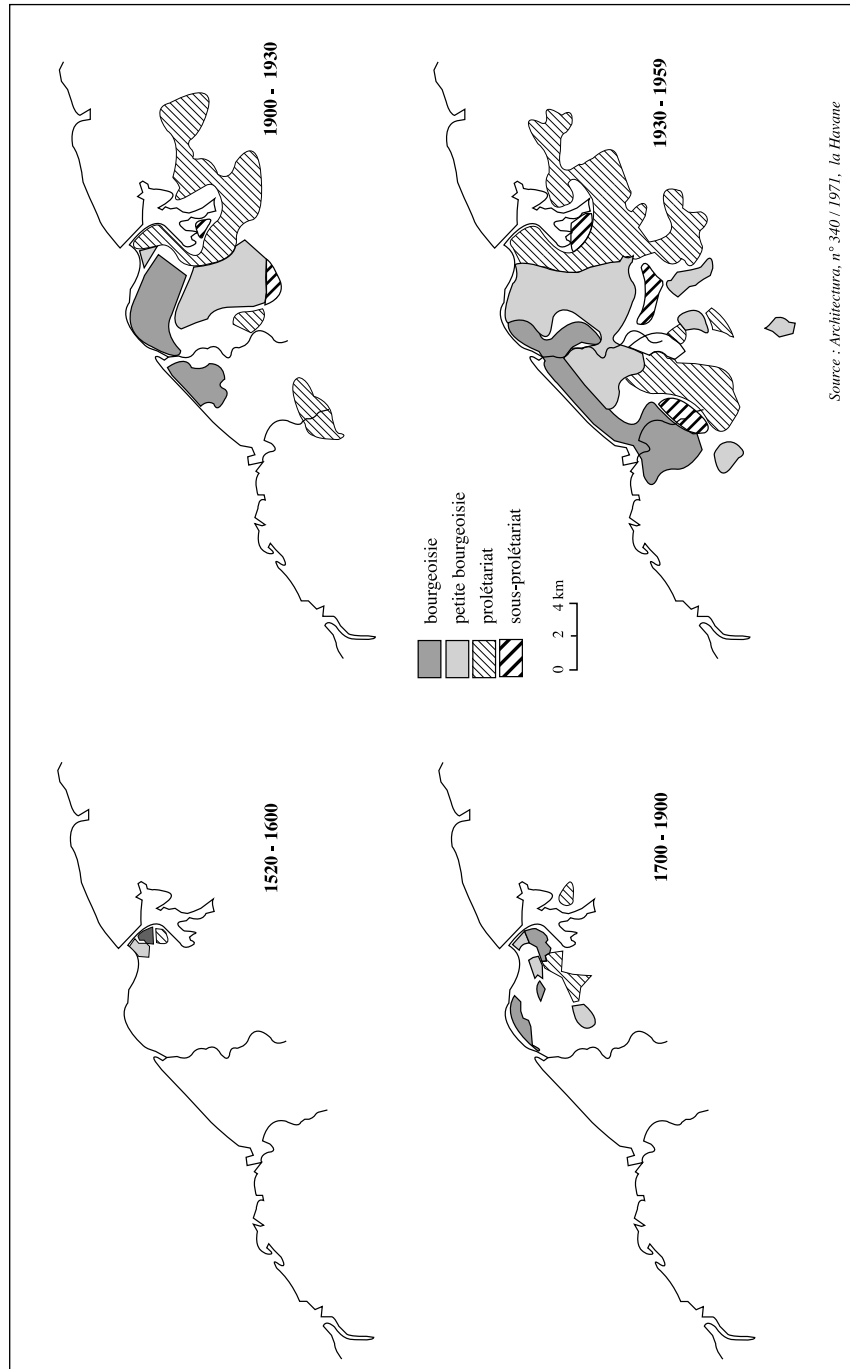 1520 - 1600
1900 - 1930
bourgeoisie
petite bourgeoisie
prolétariat
sous-prolétariat
0 2 4 km
1700 - 1900
1930 - 1959
Source : Architectura, n° 340 / 1971, la Havane